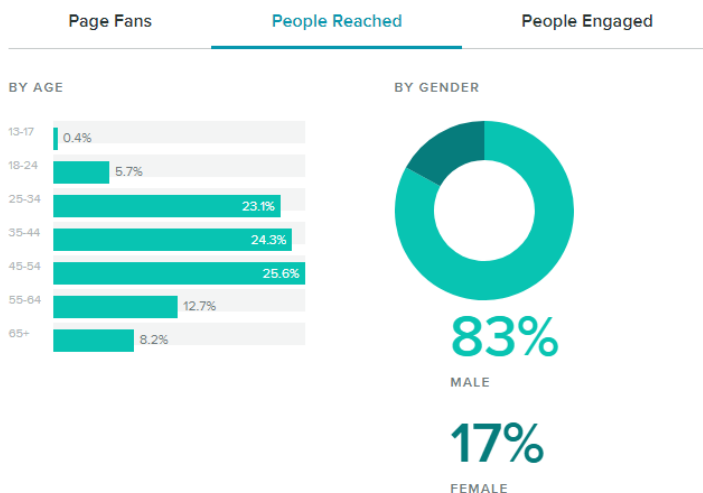 Page Fans People Reached People Engaged
BY AGE
13-17 0.4%
18-24 5.7%
25-34 23.1%
35-44 24.3%
45-54 25.6%
55-64 12.7%
65+ 8.2%
BY GENDER
83%
MALE
17%
FEMALE